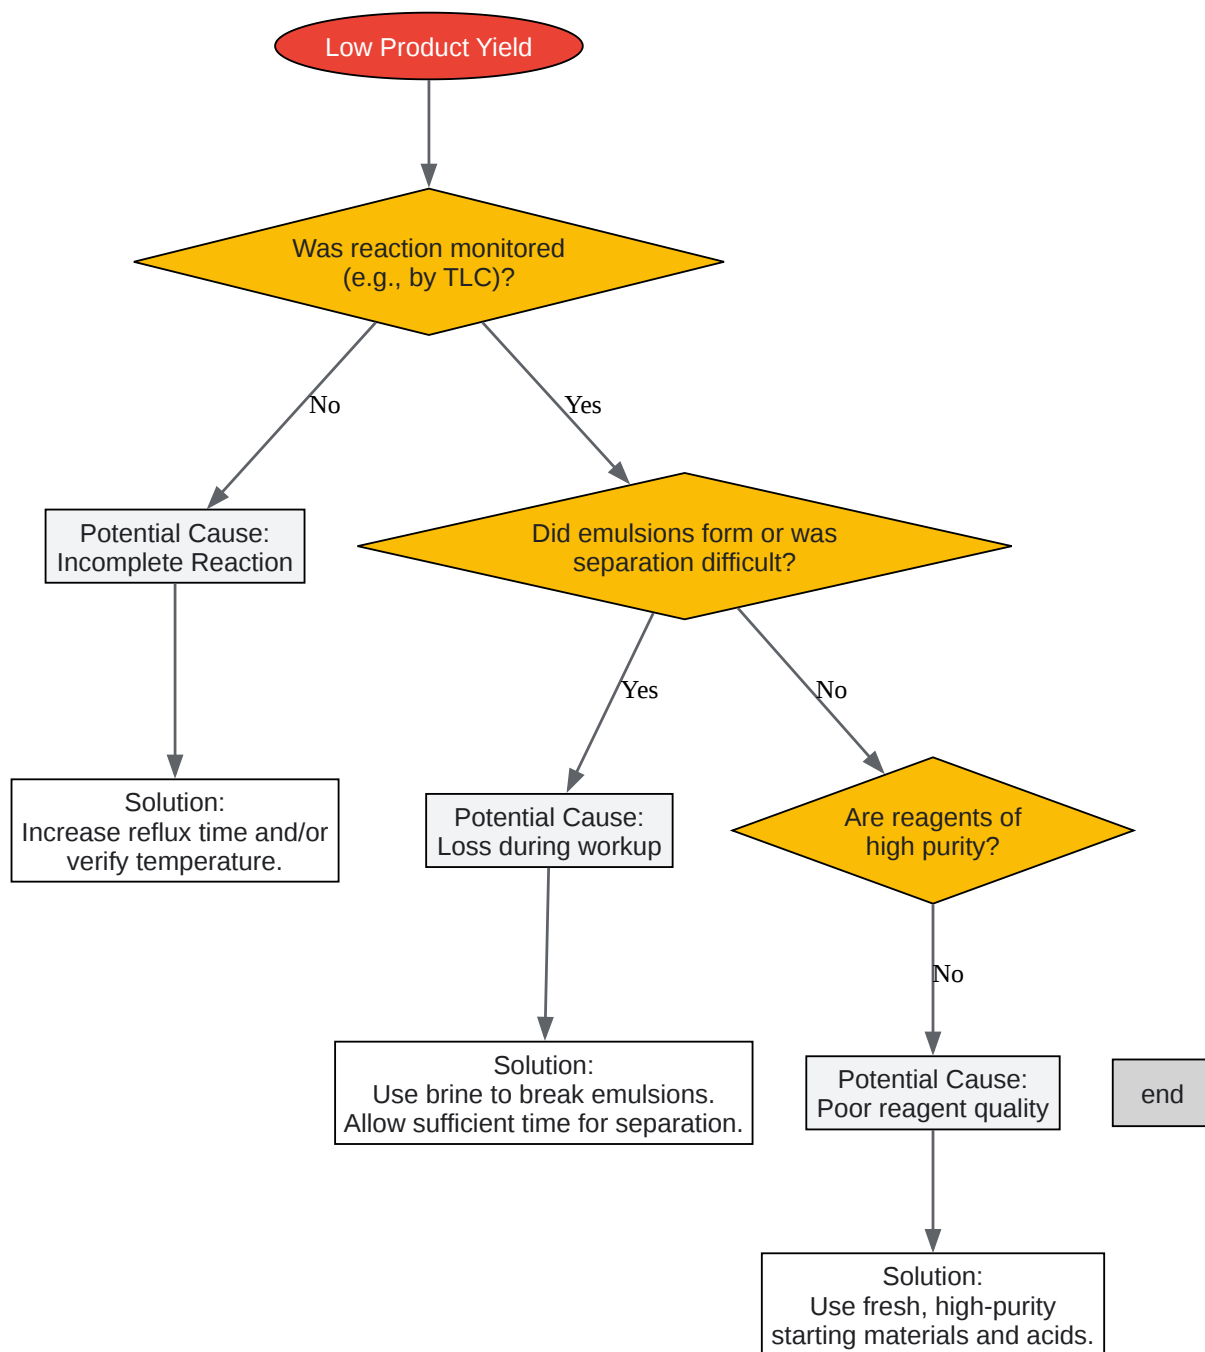 Low Product Yield
Was reaction monitored
(e.g., by TLC)?
No
Yes
Potential Cause:
Incomplete Reaction
Did emulsions form or was
separation difficult?
Yes
No
Solution:
Increase reflux time and/or
verify temperature.
Potential Cause:
Loss during workup
Are reagents of
high purity?
No
Solution:
Use brine to break emulsions.
Allow sufficient time for separation.
Potential Cause:
Poor reagent quality
end
Solution:
Use fresh, high-purity
starting materials and acids.